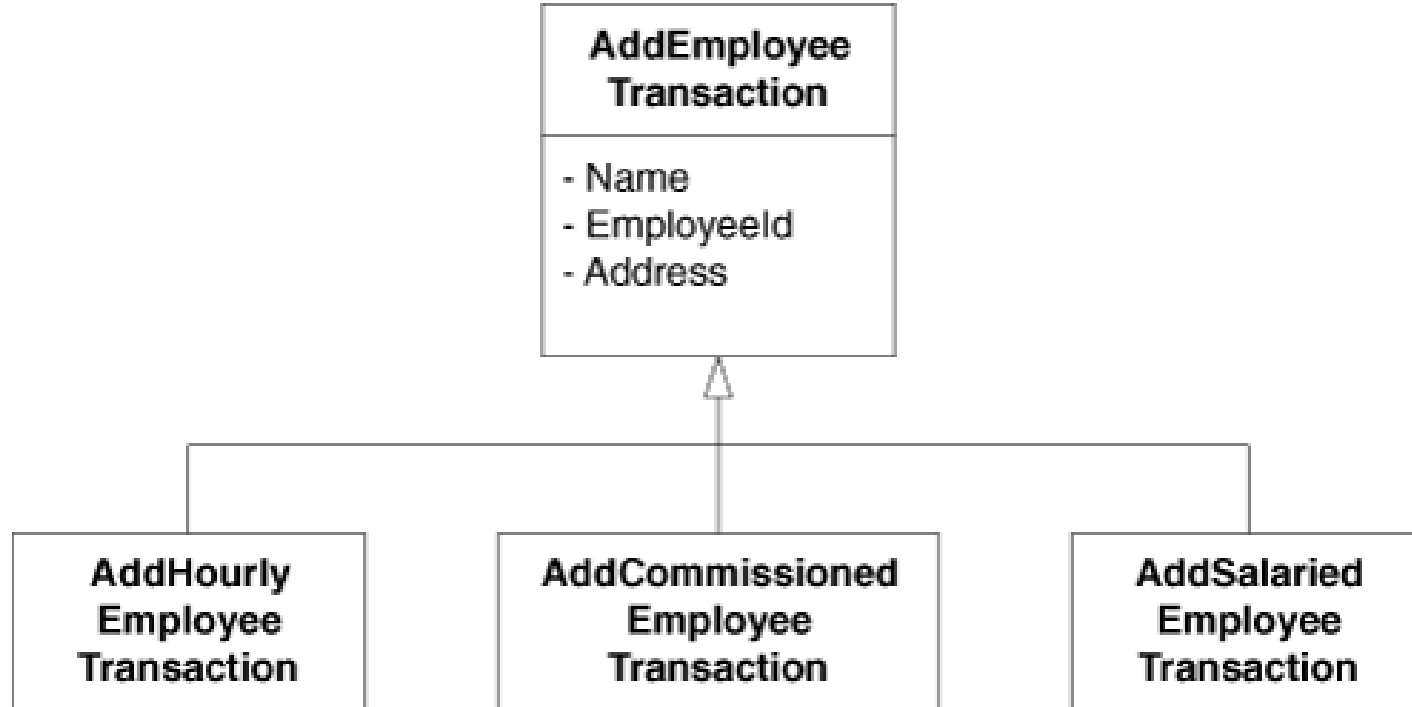 AddEmployee
Transaction
- Name
- EmployeeId
- Address
AddHourly
Employee
Transaction
AddCommissioned
Employee
Transaction
AddSalaried
Employee
Transaction